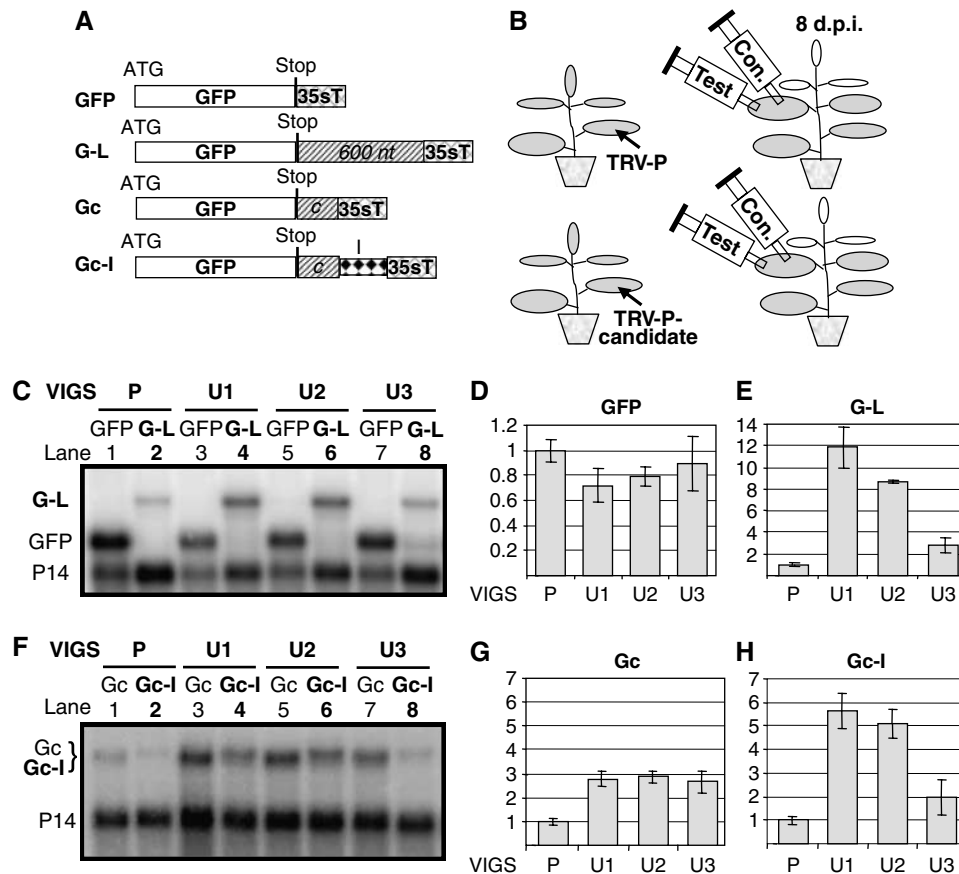 A
ATG
Stop
GFP
GFP
35sT
ATG
Stop
G-L
GFP
600 nt
35sT
ATG
Stop
Gc
GFP
c
35sT
ATG
Stop
I
Gc-I
GFP
c
35sT
B
8 d.p.i.
TRV-P
Test
Con.
TRV-P-
candidate
Test
Con.
C
VIGS P U1 U2 U3
GFP G-L GFP G-L GFP G-L GFP G-L
Lane 1 2 3 4 5 6 7 8
G-L
GFP
P14
D
GFP
1.2
1
0.8
0.6
0.4
0.2
VIGS P U1 U2 U3
E
G-L
14
12
10
8
6
4
2
P U1 U2 U3
F
VIGS P U1 U2 U3
Gc Gc-I Gc Gc-I Gc Gc-I Gc Gc-I
Lane 1 2 3 4 5 6 7 8
Gc
Gc-I
}
P14
G
Gc
7
6
5
4
3
2
1
VIGS P U1 U2 U3
H
Gc-I
7
6
5
4
3
2
1
P U1 U2 U3